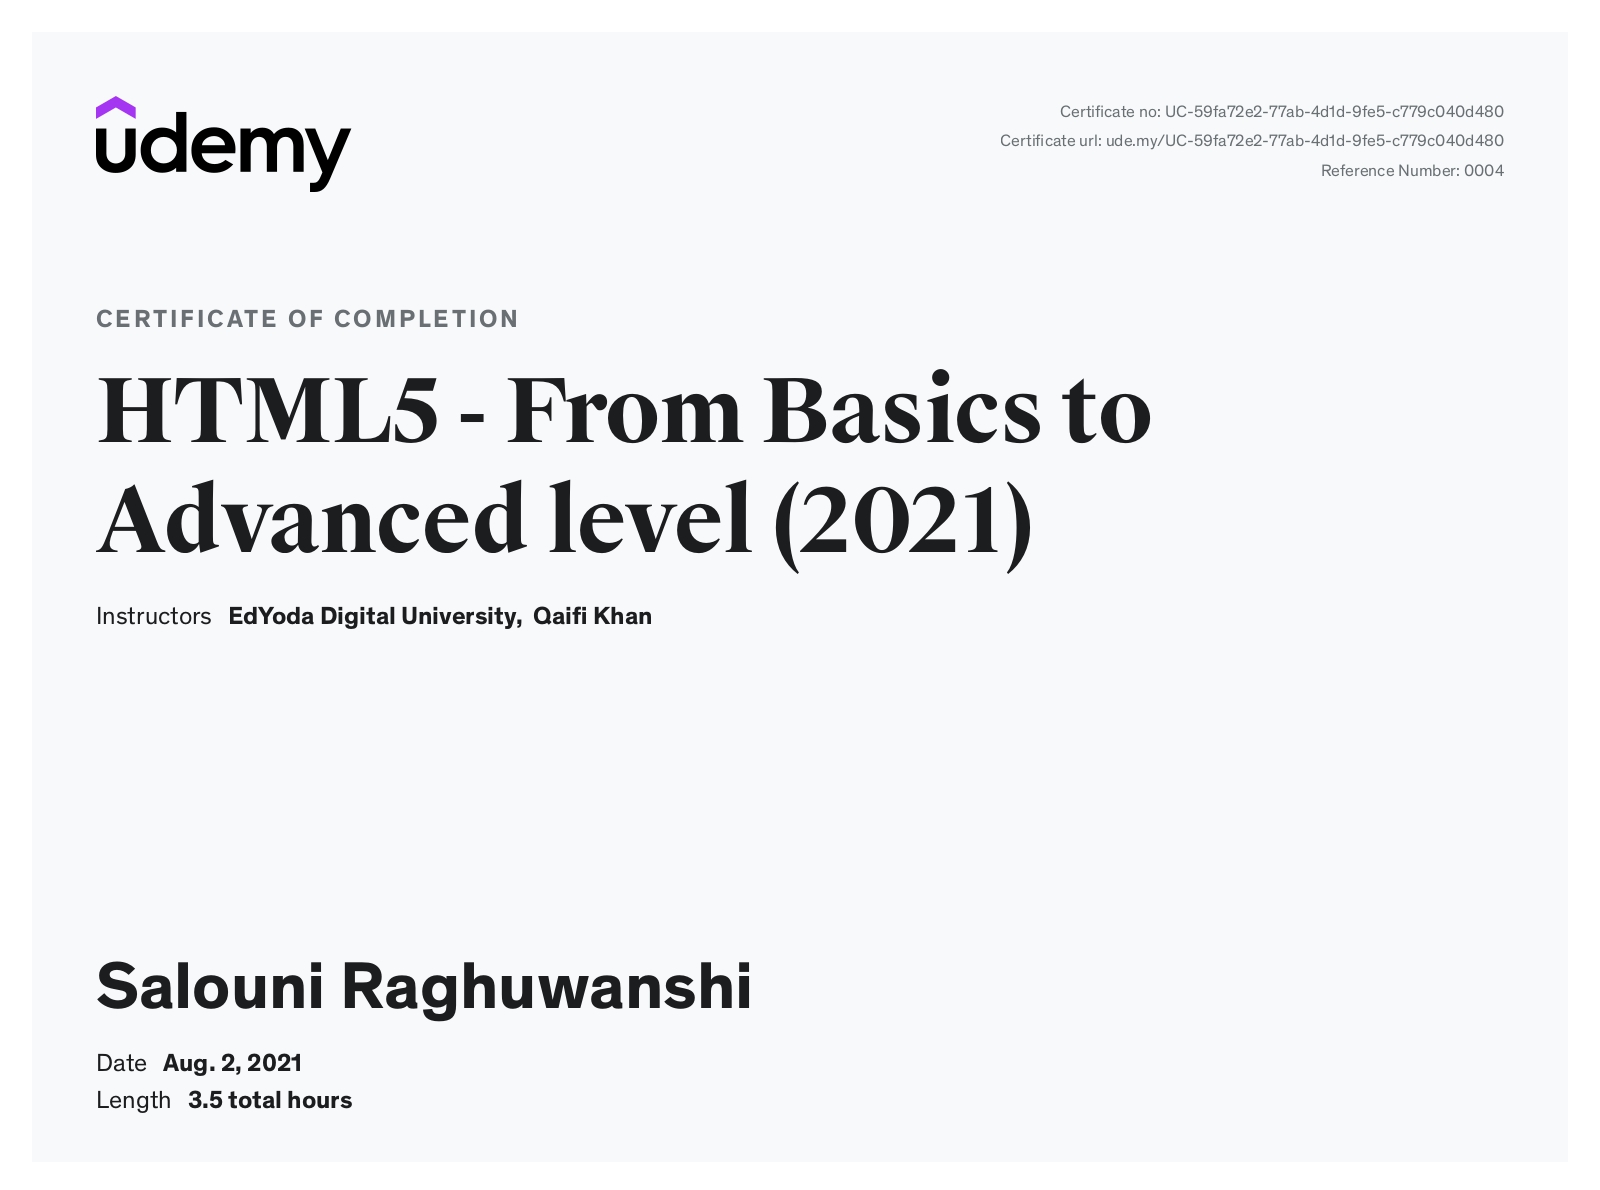 udemy
Certificate no: UC-59fa72e2-77ab-4d1d-9fe5-c779c040d480
Certificate url: ude.my/UC-59fa72e2-77ab-4d1d-9fe5-c779c040d480
Reference Number: 0004
CERTIFICATE OF COMPLETION
HTML5 - From Basics to
Advanced level (2021)
Instructors EdYoda Digital University, Qaifi Khan
Salouni Raghuwanshi
Date Aug. 2, 2021
Length 3.5 total hours